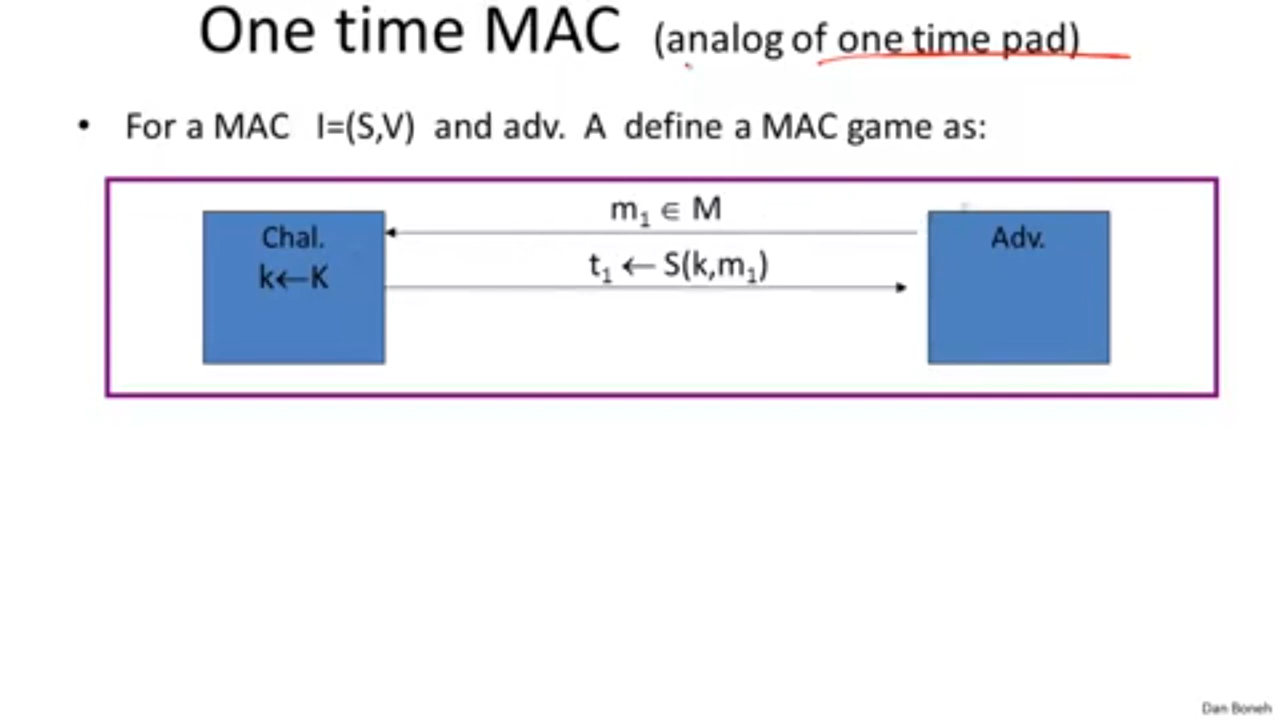 One time MAC (analog of one time pad)
• For a MAC I=(S,V) and adv. A define a MAC game as:
m₁ ∈ M
Chal.
Adv.
t₁ ← S(k,m₁)
k←K
Dan Boneh